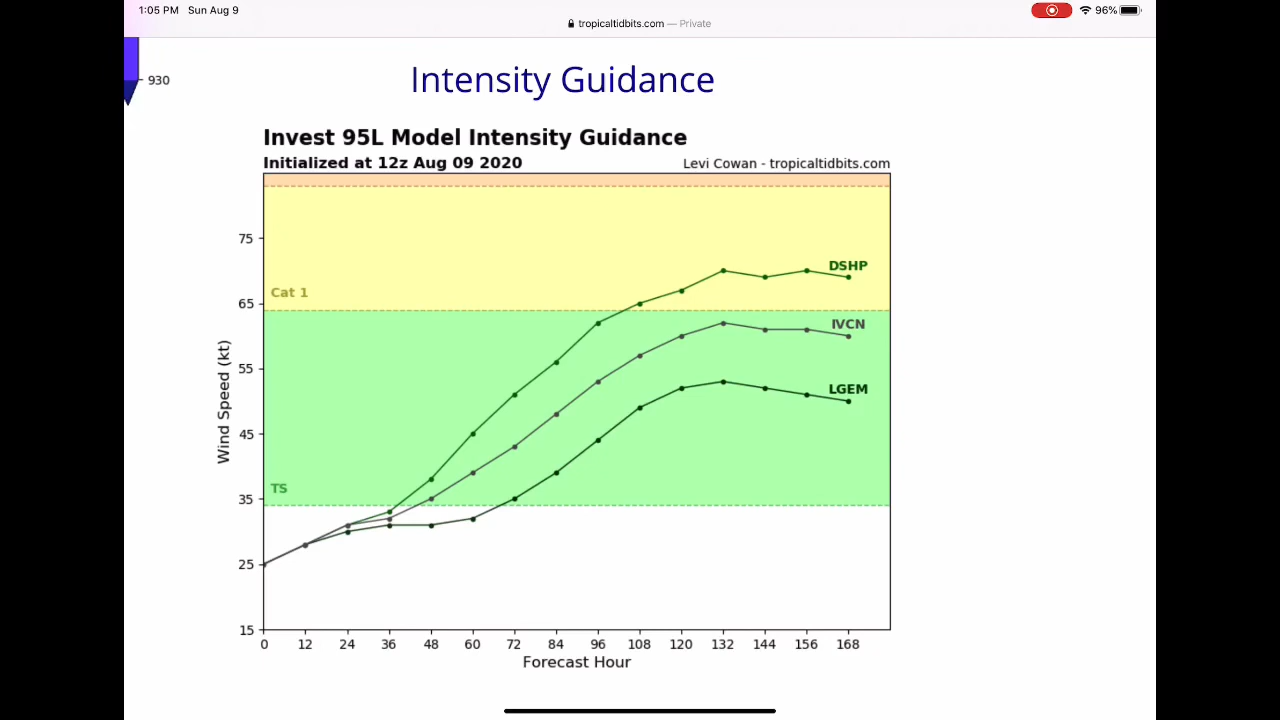 1:05 PM Sun Aug 9
96%
tropicaltidbits.com — Private
930
Intensity Guidance
Invest 95L Model Intensity Guidance
Initialized at 12z Aug 09 2020
Levi Cowan - tropicaltidbits.com
75
DSHP
Cat 1
65
IVCN
55
LGEM
Wind Speed (kt)
45
TS
35
25
15
0 12 24 36 48 60 72 84 96 108 120 132 144 156 168
Forecast Hour